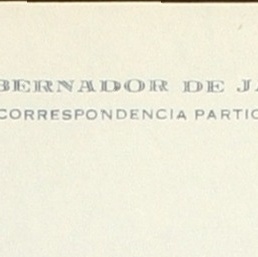 BERNADOR DE JA
CORRESPONDENCIA PARTIC